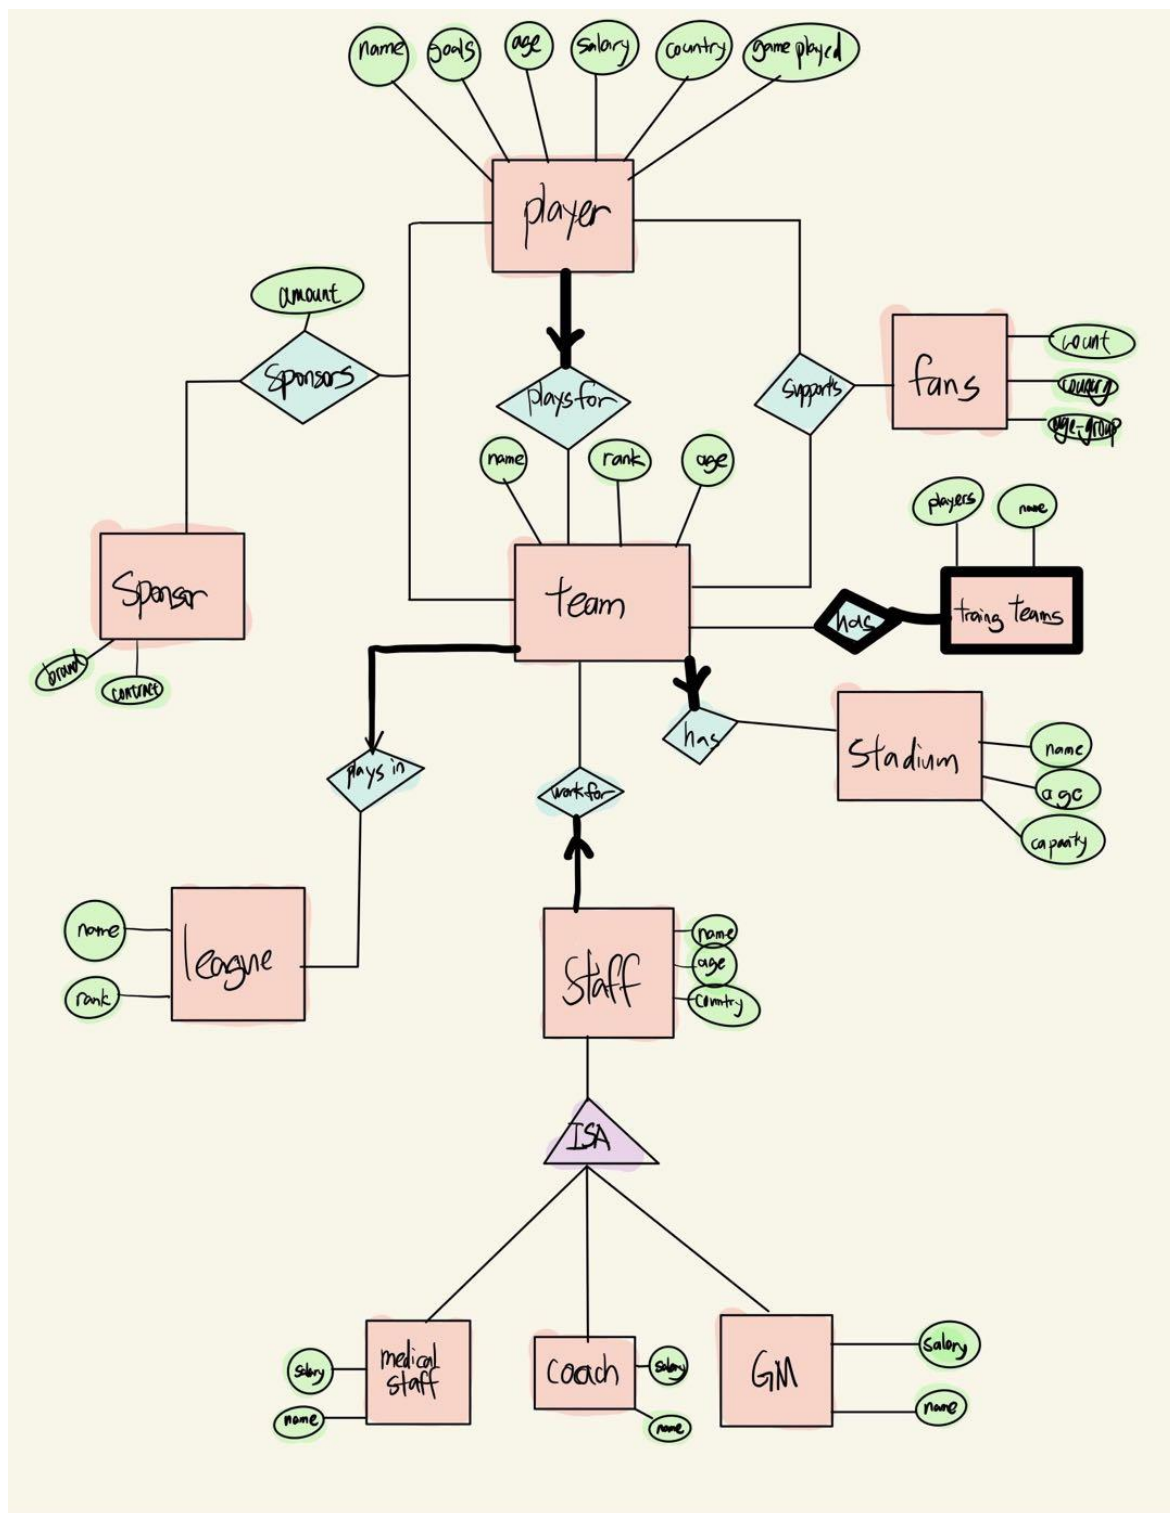 name
goals
age
salary
country
game played
player
amount
Sponsors
plays for
supports
fans
count
country
age-group
name
rank
age
players
name
Sponsor
team
has
traing teams
brand
contract
plays in
has
Stadium
name
age
capacity
work for
name
rank
league
Staff
name
age
country
ISA
medical
staff
salary
name
coach
salary
name
GM
salary
name